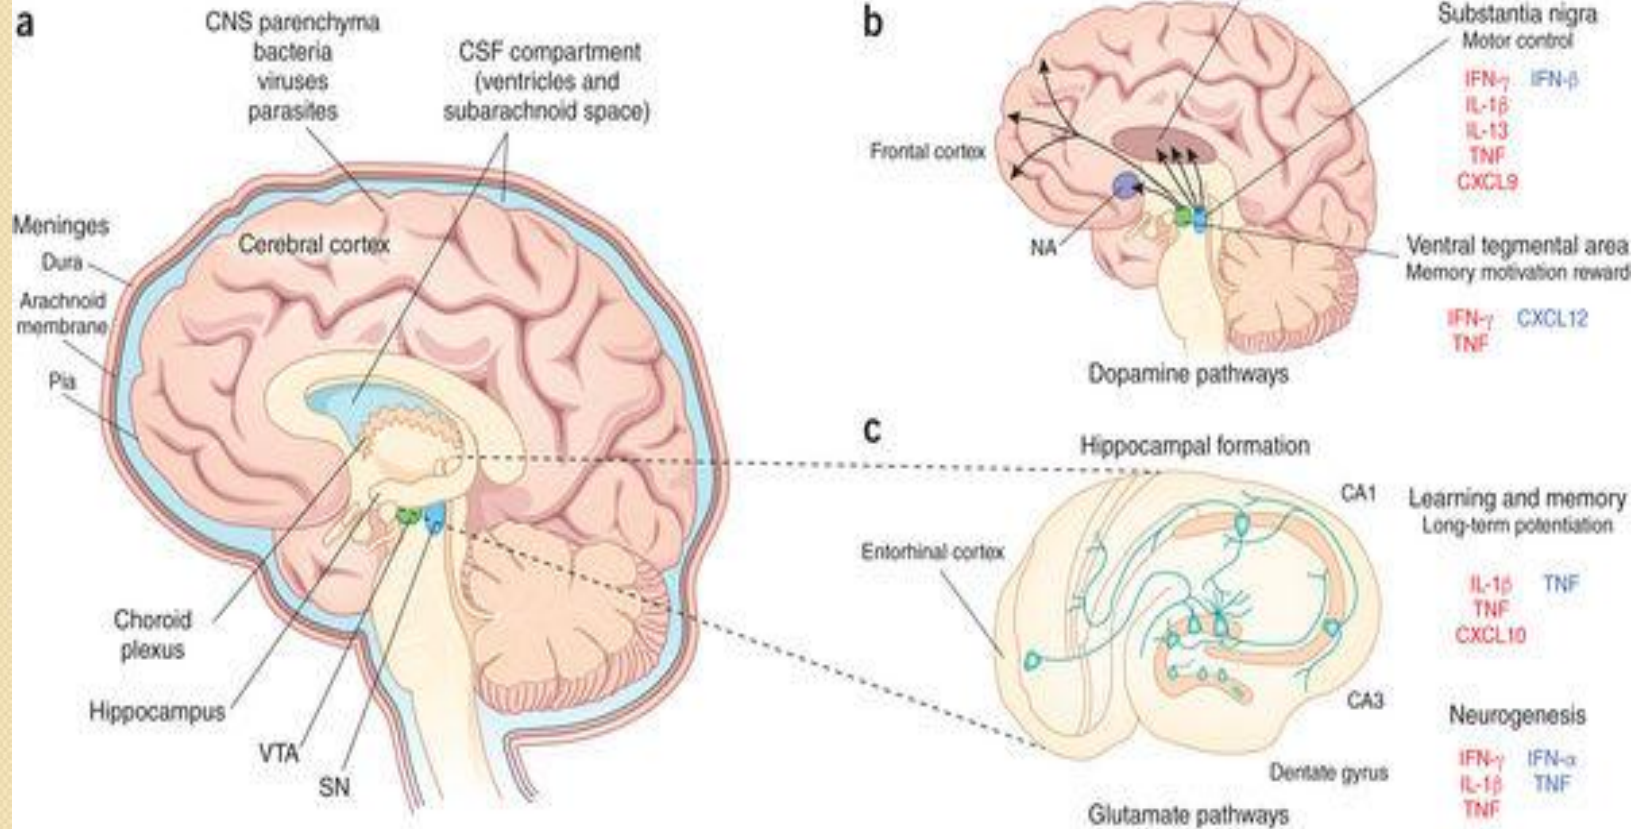 a
CNS parenchyma
bacteria
viruses
parasites
CSF compartment
(ventricles and
subarachnoid space)
Meninges
Dura
Arachnoid
membrane
Pia
Cerebral cortex
Choroid
plexus
Hippocampus
VTA
SN
b
Substantia nigra
Motor control
IFN-γ IFN-β
IL-1β
IL-13
TNF
CXCL9
Frontal cortex
NA
Ventral tegmental area
Memory motivation reward
IFN-γ CXCL12
TNF
Dopamine pathways
c
Hippocampal formation
CA1
Learning and memory
Long-term potentiation
Entorhinal cortex
IL-1β TNF
TNF
CXCL10
CA3
Neurogenesis
IFN-γ IFN-α
IL-1β TNF
TNF
Dentate gyrus
Glutamate pathways